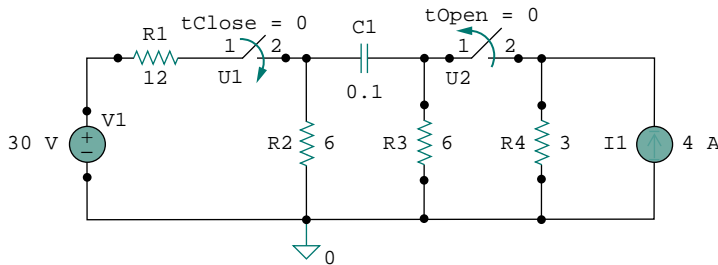 tClose = 0
tOpen = 0
R1
C1
1 2
1 2
12
U1
U2
0.1
V1
30 V
+
−
R2
6
R3
6
R4
3
I1
4 A
0